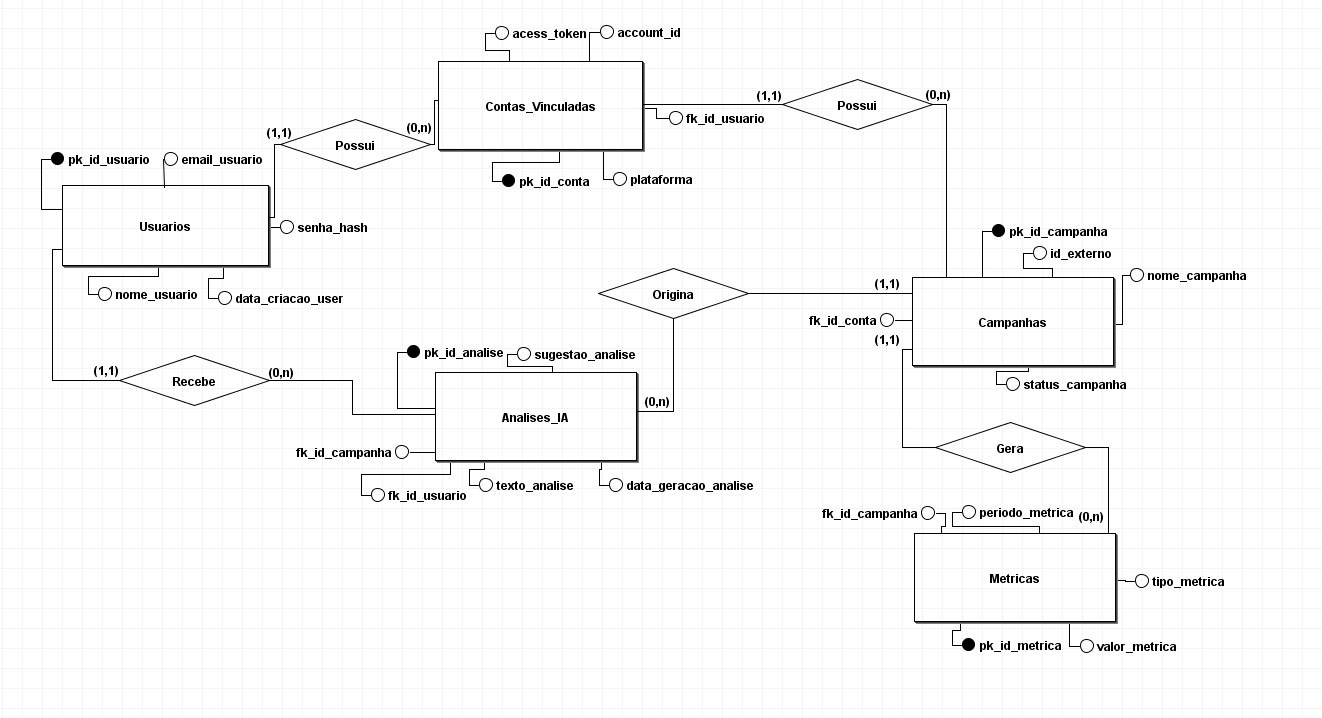 acess_token
account_id
Contas_Vinculadas
(1,1)
Possui
(0,n)
fk_id_usuario
(1,1)
Possui
(0,n)
pk_id_conta
plataforma
pk_id_usuario
email_usuario
Usuarios
senha_hash
nome_usuario
data_criacao_user
pk_id_campanha
id_externo
nome_campanha
Origina
(1,1)
fk_id_conta
Campanhas
(1,1)
status_campanha
(1,1)
Recebe
(0,n)
pk_id_analise
sugestao_analise
Analises_IA
(0,n)
fk_id_campanha
fk_id_usuario
texto_analise
data_geracao_analise
Gera
fk_id_campanha
periodo_metrica
(0,n)
Metricas
tipo_metrica
pk_id_metrica
valor_metrica